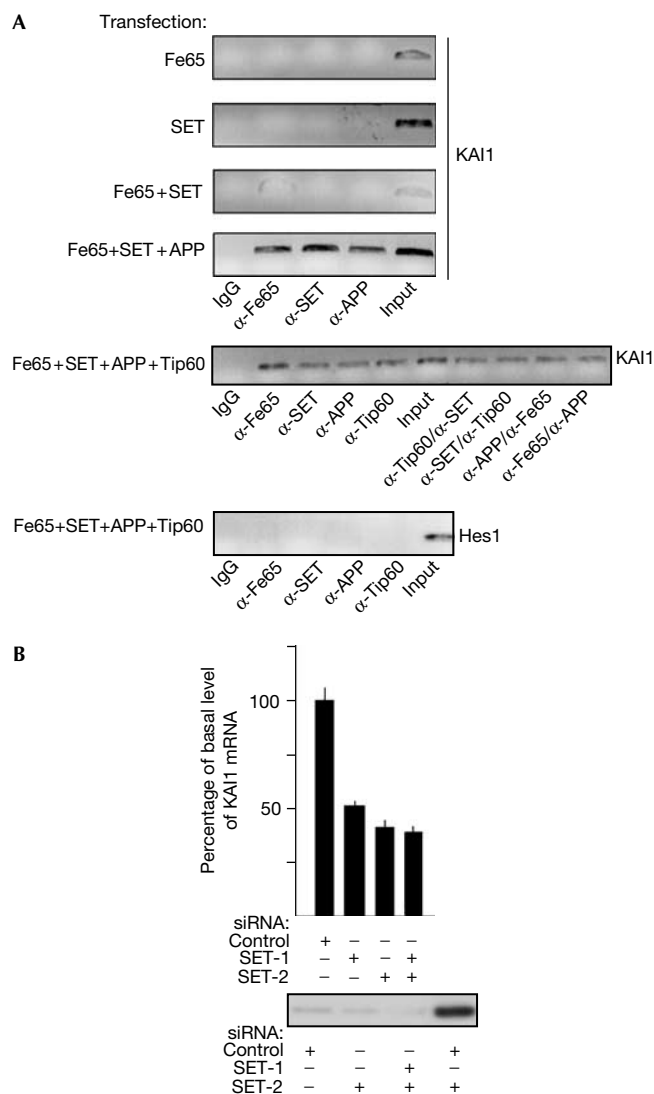 A
Transfection:
Fe65
SET
Fe65+SET
Fe65+SET+APP
KAI1
IgG
α-Fe65
α-SET
α-APP
Input
Fe65+SET+APP+Tip60
KAI1
IgG
α-Fe65
α-SET
α-APP
α-Tip60
Input
α-Tip60/α-SET
α-SET/α-Tip60
α-APP/α-Fe65
α-Fe65/α-APP
Fe65+SET+APP+Tip60
Hes1
IgG
α-Fe65
α-SET
α-APP
α-Tip60
Input
B
Percentage of basal level
of KAI1 mRNA
100
50
siRNA:
Control + − − −
SET-1 − + − +
SET-2 − − + +
siRNA:
Control + − − +
SET-1 − − + −
SET-2 − + + +